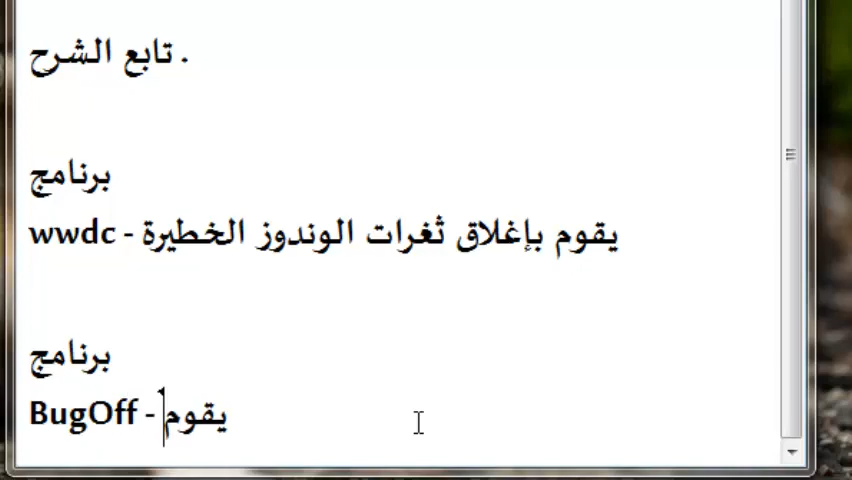 تابع الشرح .
برنامج
wwdc - يقوم بإغلاق ثغرات الوندوز الخطيرة
برنامج
BugOff - يقوم